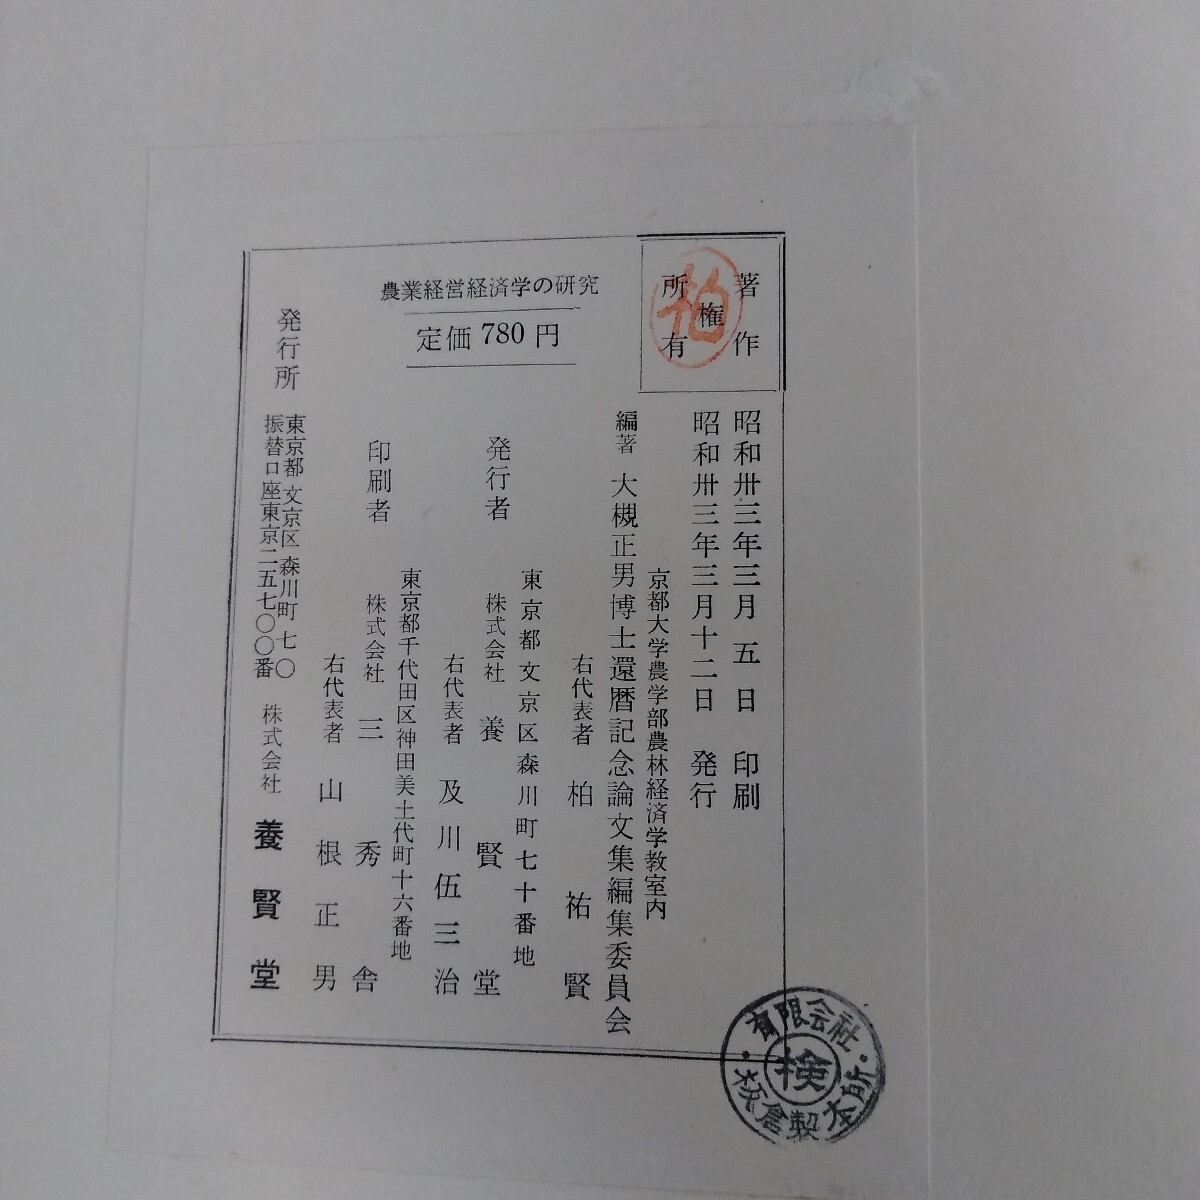 著作権所有
柏
昭和卅三年三月五日 印刷
昭和卅三年三月十二日 発行
農業経営経済学の研究
定価 780 円
京都大学農学部農林経済学教室内
編著 大槻正男博士還暦記念論文集編集委員会
右代表者 柏祐賢
東京都文京区森川町七十番地
発行者 株式会社 養賢堂
右代表者 及川伍三治
東京都千代田区神田美土代町十六番地
印刷者 株式会社 三秀舎
右代表者 山根正男
発行所
東京都文京区森川町七〇
振替口座東京二五七〇〇番
株式会社 養賢堂
有限会社
検
板倉製本所